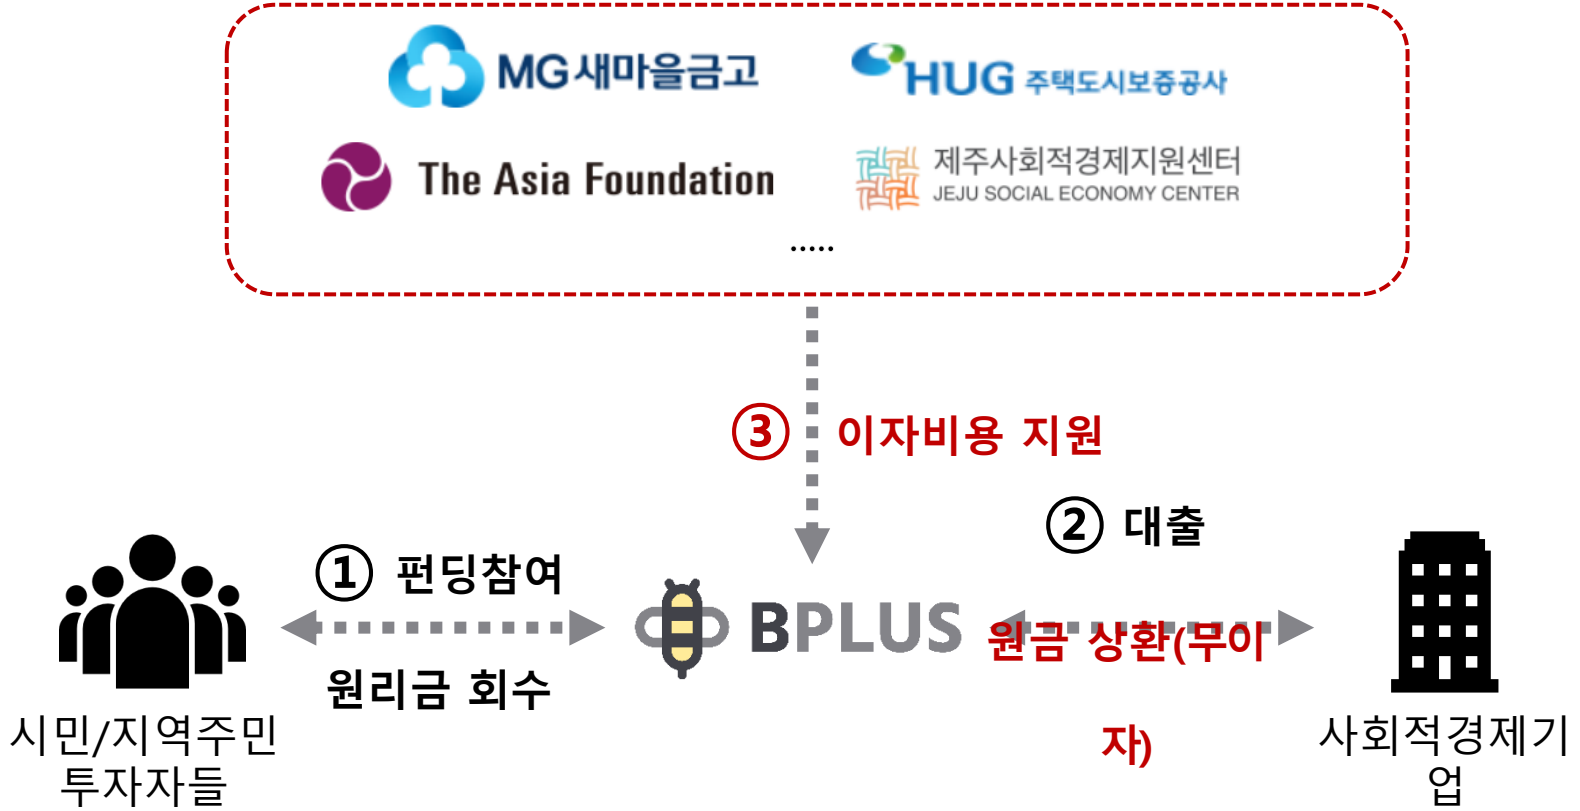 MG새마을금고
HUG 주택도시보증공사
The Asia Foundation
제주사회적경제지원센터
JEJU SOCIAL ECONOMY CENTER
.....
③ 이자비용 지원
② 대출
① 펀딩참여
BPLUS
원금 상환(무이
자)
원리금 회수
시민/지역주민
투자자들
사회적경제기
업